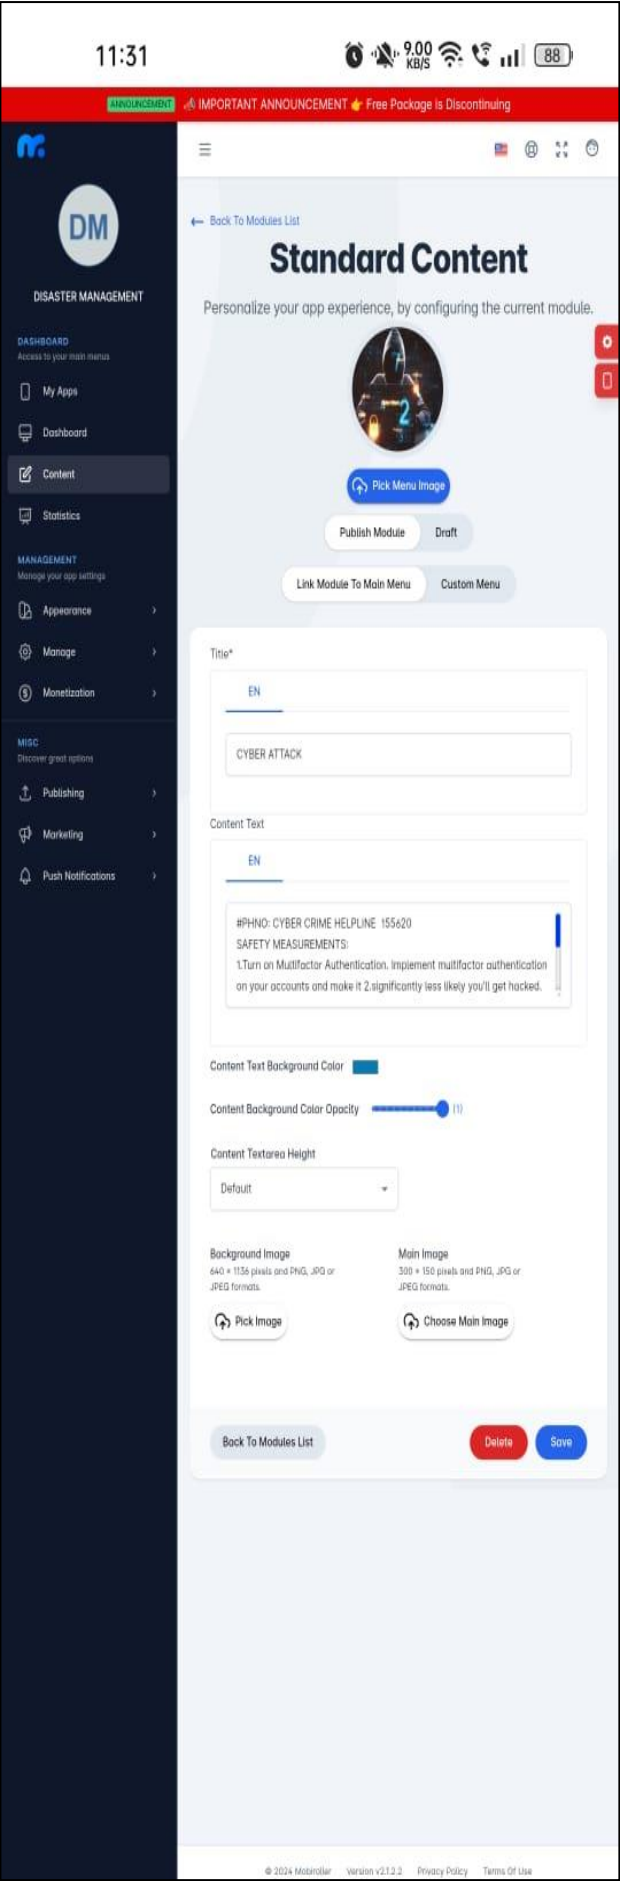 11:31
9.00
KB/S
88
ANNOUNCEMENT
IMPORTANT ANNOUNCEMENT 👉 Free Package is Discontinuing
DM
DISASTER MANAGEMENT
DASHBOARD
Access to your main menus
My Apps
Dashboard
Content
Statistics
MANAGEMENT
Manage your app settings
Appearance
Manage
Monetization
MISC
Discover great options
Publishing
Marketing
Push Notifications
← Back To Modules List
Standard Content
Personalize your app experience, by configuring the current module.
Pick Menu Image
Publish Module Draft
Link Module To Main Menu Custom Menu
Title*
EN
CYBER ATTACK
Content Text
EN
#PHNO: CYBER CRIME HELPLINE 155620
SAFETY MEASUREMENTS:
1.Turn on Multifactor Authentication. Implement multifactor authentication
on your accounts and make it 2.significantly less likely you'll get hacked.
Content Text Background Color
Content Background Color Opacity (1)
Content Textarea Height
Default
Background Image
640 * 1136 pixels and PNG, JPG or
JPEG formats.
Pick Image
Main Image
300 * 150 pixels and PNG, JPG or
JPEG formats.
Choose Main Image
Back To Modules List
Delete
Save
© 2024 Mobiroller Version v2.1.2.2 Privacy Policy Terms Of Use